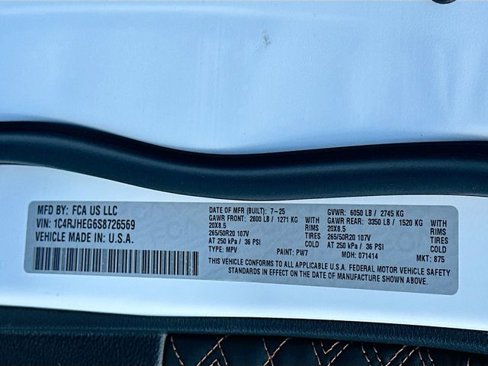 MFD BY: FCA US LLC
VIN: 1C4RJHEG6S8726569
VEHICLE MADE IN: U.S.A.
DATE OF MFR (BUILT): 7-25
GAWR FRONT: 2800 LB / 1271 KG
20X8.5 RIMS
265/50R20 107V TIRES
AT 250 kPa / 36 PSI COLD
TYPE: MPV PAINT: PW7
GVWR: 6050 LB / 2745 KG
GAWR REAR: 3350 LB / 1520 KG
20X8.5 RIMS
265/50R20 107V TIRES
AT 250 kPa / 36 PSI COLD
MDH: 071414 MKT: 875
THIS VEHICLE CONFORMS TO ALL APPLICABLE U.S.A. FEDERAL MOTOR VEHICLE SAFETY
STANDARDS IN EFFECT ON THE DATE OF MANUFACTURE SHOWN ABOVE.